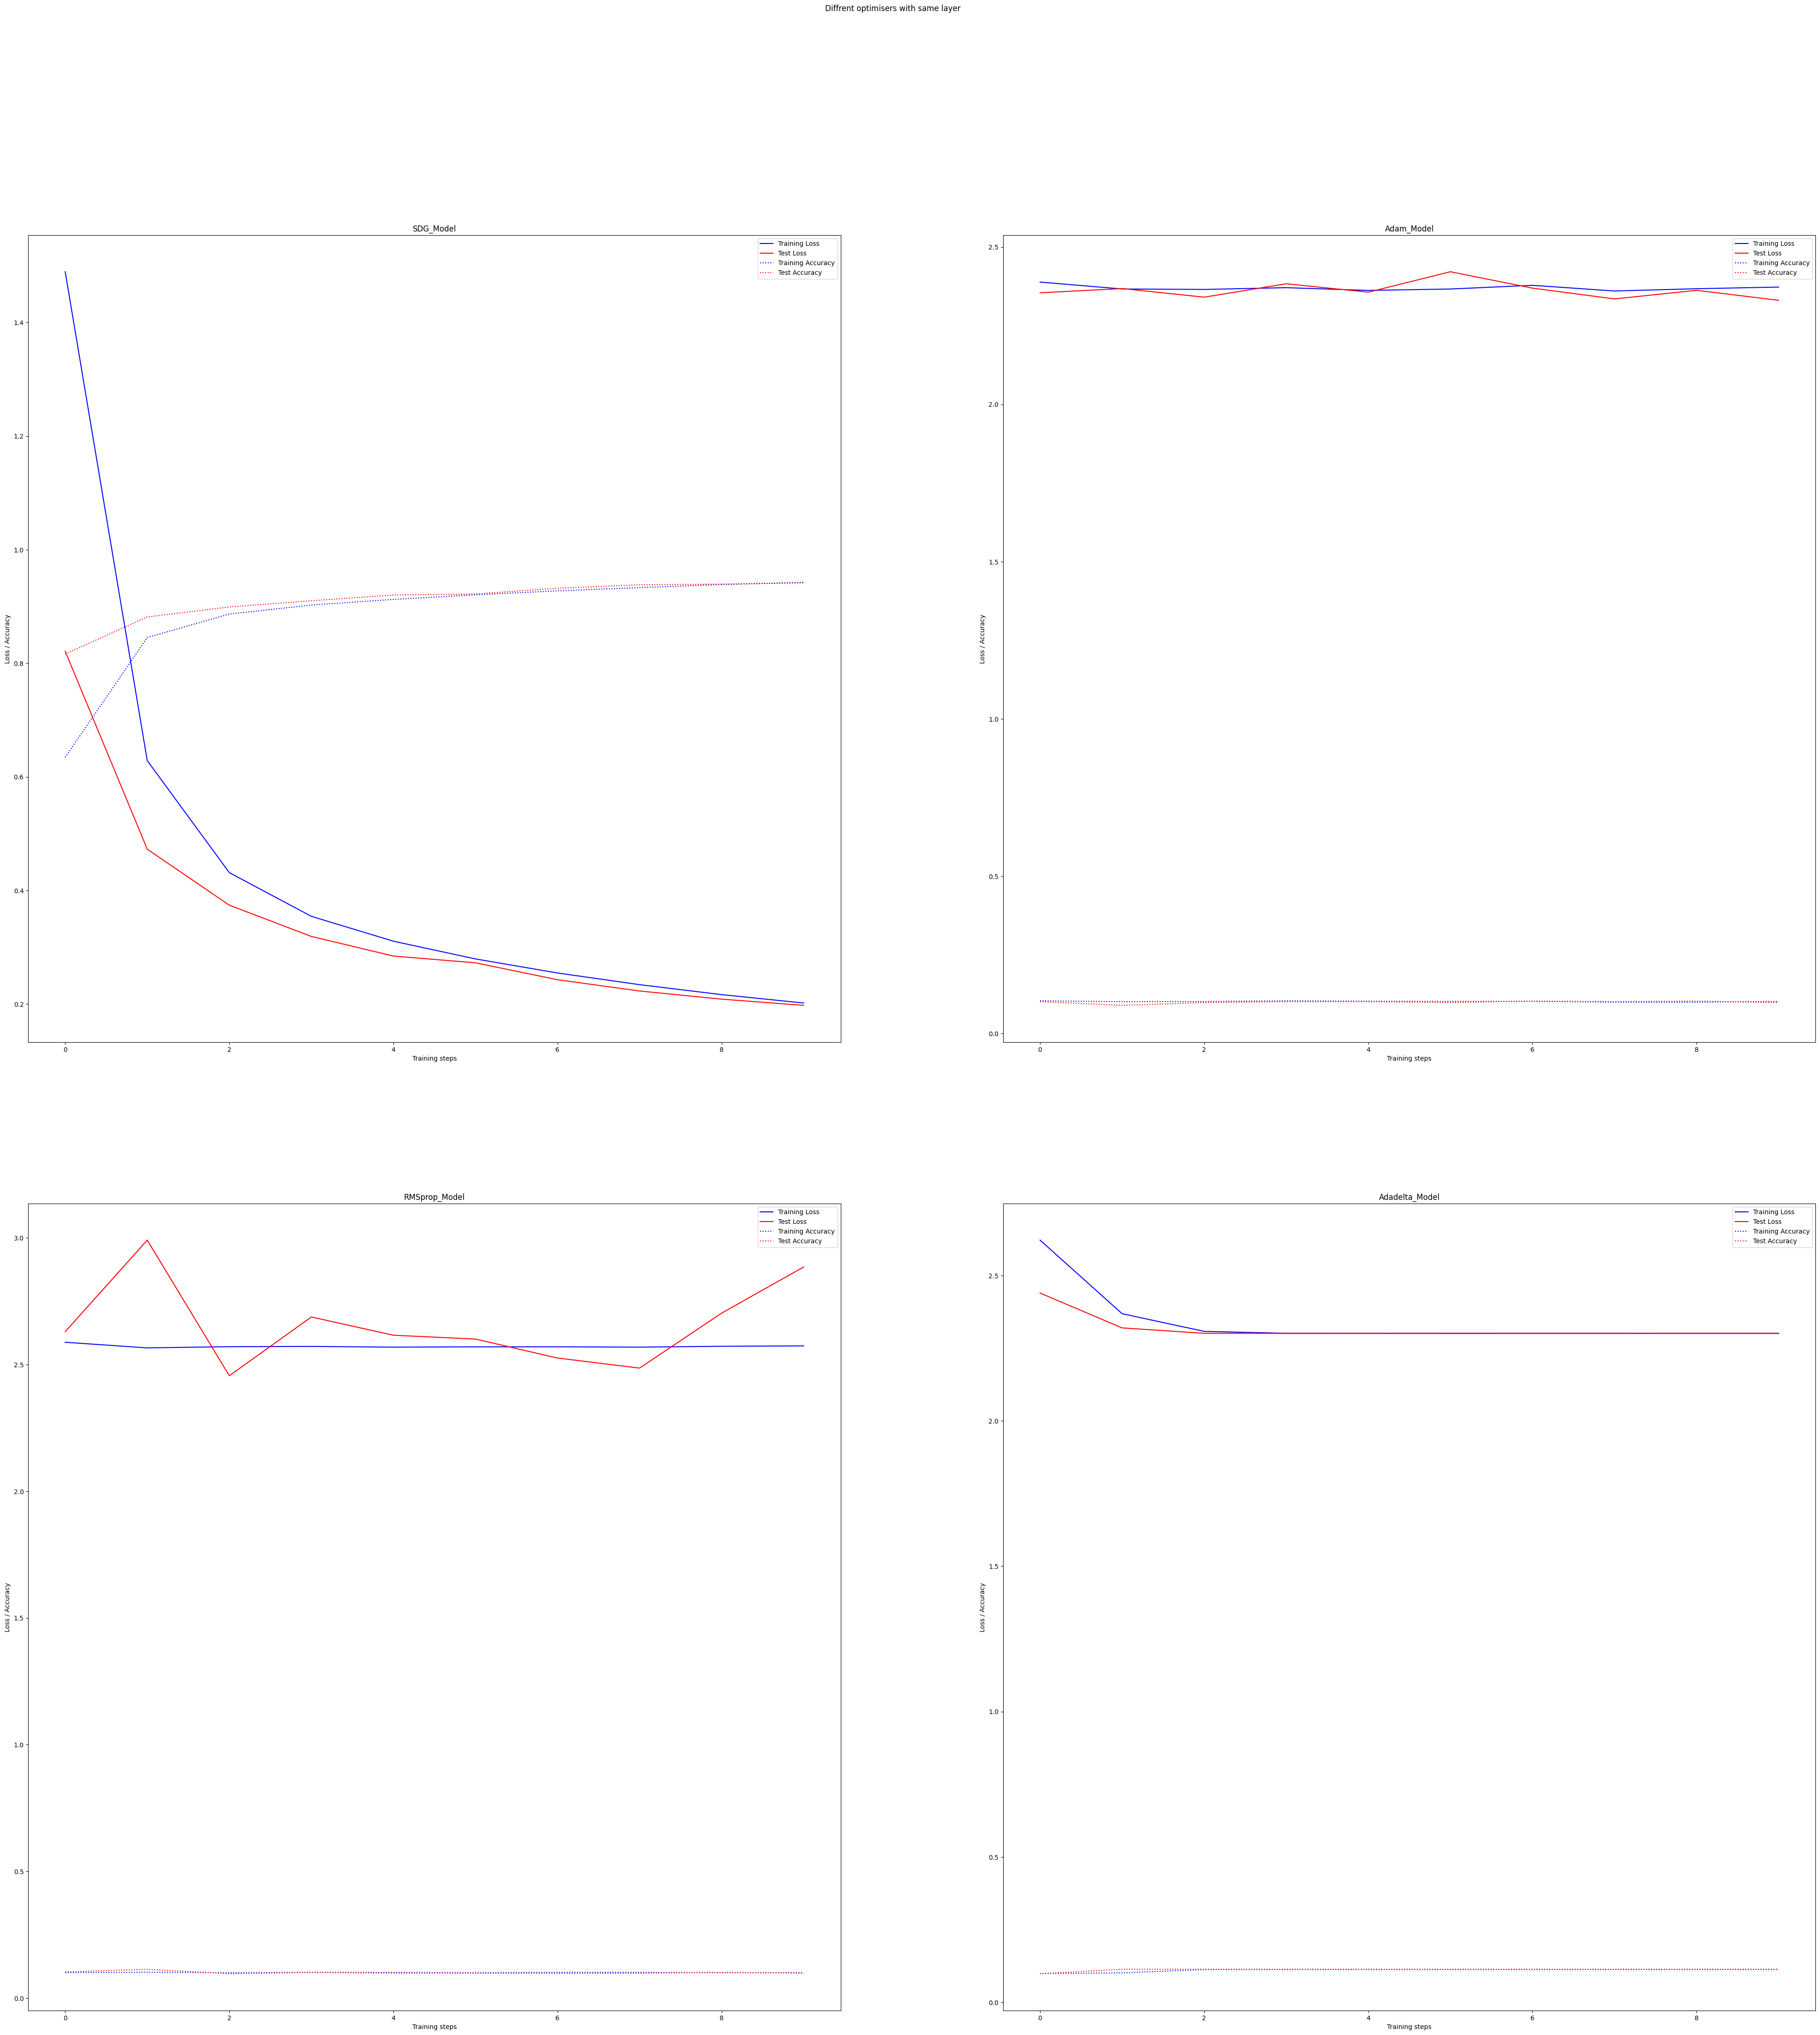 Diffrent optimisers with same layer
SDG_Model
Training Loss
Test Loss
Training Accuracy
Test Accuracy
1.4
1.2
1.0
0.8
0.6
0.4
0.2
Loss / Accuracy
0 2 4 6 8
Training steps
Adam_Model
Training Loss
Test Loss
Training Accuracy
Test Accuracy
2.5
2.0
1.5
1.0
0.5
0.0
Loss / Accuracy
0 2 4 6 8
Training steps
RMSprop_Model
Training Loss
Test Loss
Training Accuracy
Test Accuracy
3.0
2.5
2.0
1.5
1.0
0.5
0.0
Loss / Accuracy
0 2 4 6 8
Training steps
Adadelta_Model
Training Loss
Test Loss
Training Accuracy
Test Accuracy
2.5
2.0
1.5
1.0
0.5
0.0
Loss / Accuracy
0 2 4 6 8
Training steps